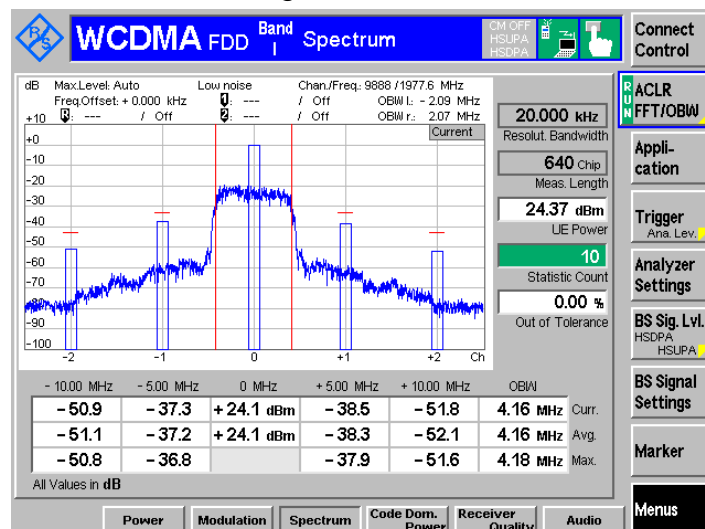 R&S
WCDMA FDD Band I Spectrum
CM OFF
HSUPA
HSDPA
Connect Control
dB Max.Level: Auto Low noise Chan./Freq.: 9888 / 1977.6 MHz
Freq.Offset: + 0.000 kHz 1: --- / Off OBW l.: - 2.09 MHz
+10 R: --- / Off 2: --- / Off OBW r.: 2.07 MHz
Current
+0
-10
-20
-30
-40
-50
-60
-70
-80
-90
-100
-2 -1 0 +1 +2 Ch
20.000 kHz
Resolut. Bandwidth
640 Chip
Meas. Length
24.37 dBm
UE Power
10
Statistic Count
0.00 %
Out of Tolerance
- 10.00 MHz - 5.00 MHz 0 MHz + 5.00 MHz + 10.00 MHz OBW
- 50.9 - 37.3 + 24.1 dBm - 38.5 - 51.8 4.16 MHz Curr.
- 51.1 - 37.2 + 24.1 dBm - 38.3 - 52.1 4.16 MHz Avg.
- 50.8 - 36.8 - 37.9 - 51.6 4.18 MHz Max.
All Values in dB
RUN
ACLR
FFT/OBW
Appli-
cation
Trigger
Ana. Lev.
Analyzer
Settings
BS Sig. Lvl.
HSDPA
HSUPA
BS Signal
Settings
Marker
Menus
Power Modulation Spectrum Code Dom. Power Receiver Quality Audio